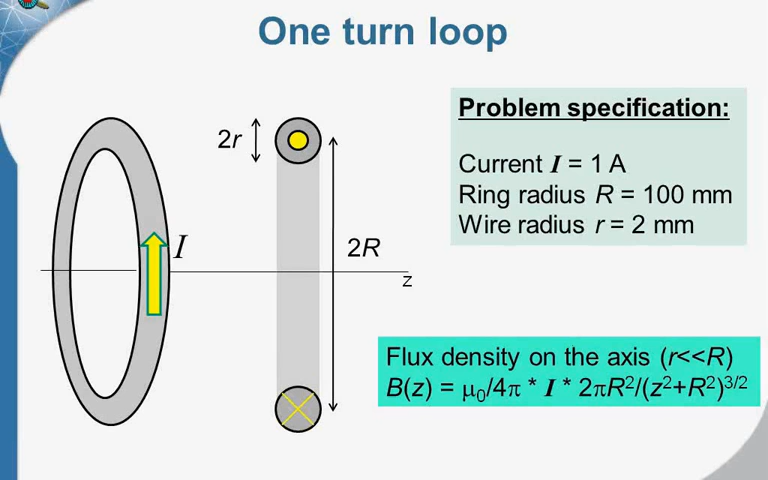 One turn loop
Problem specification:
Current I = 1 A
Ring radius R = 100 mm
Wire radius r = 2 mm
2r
I
2R
z
Flux density on the axis (r<<R)
B(z) = μ₀/4π * I * 2πR²/(z²+R²)³/²